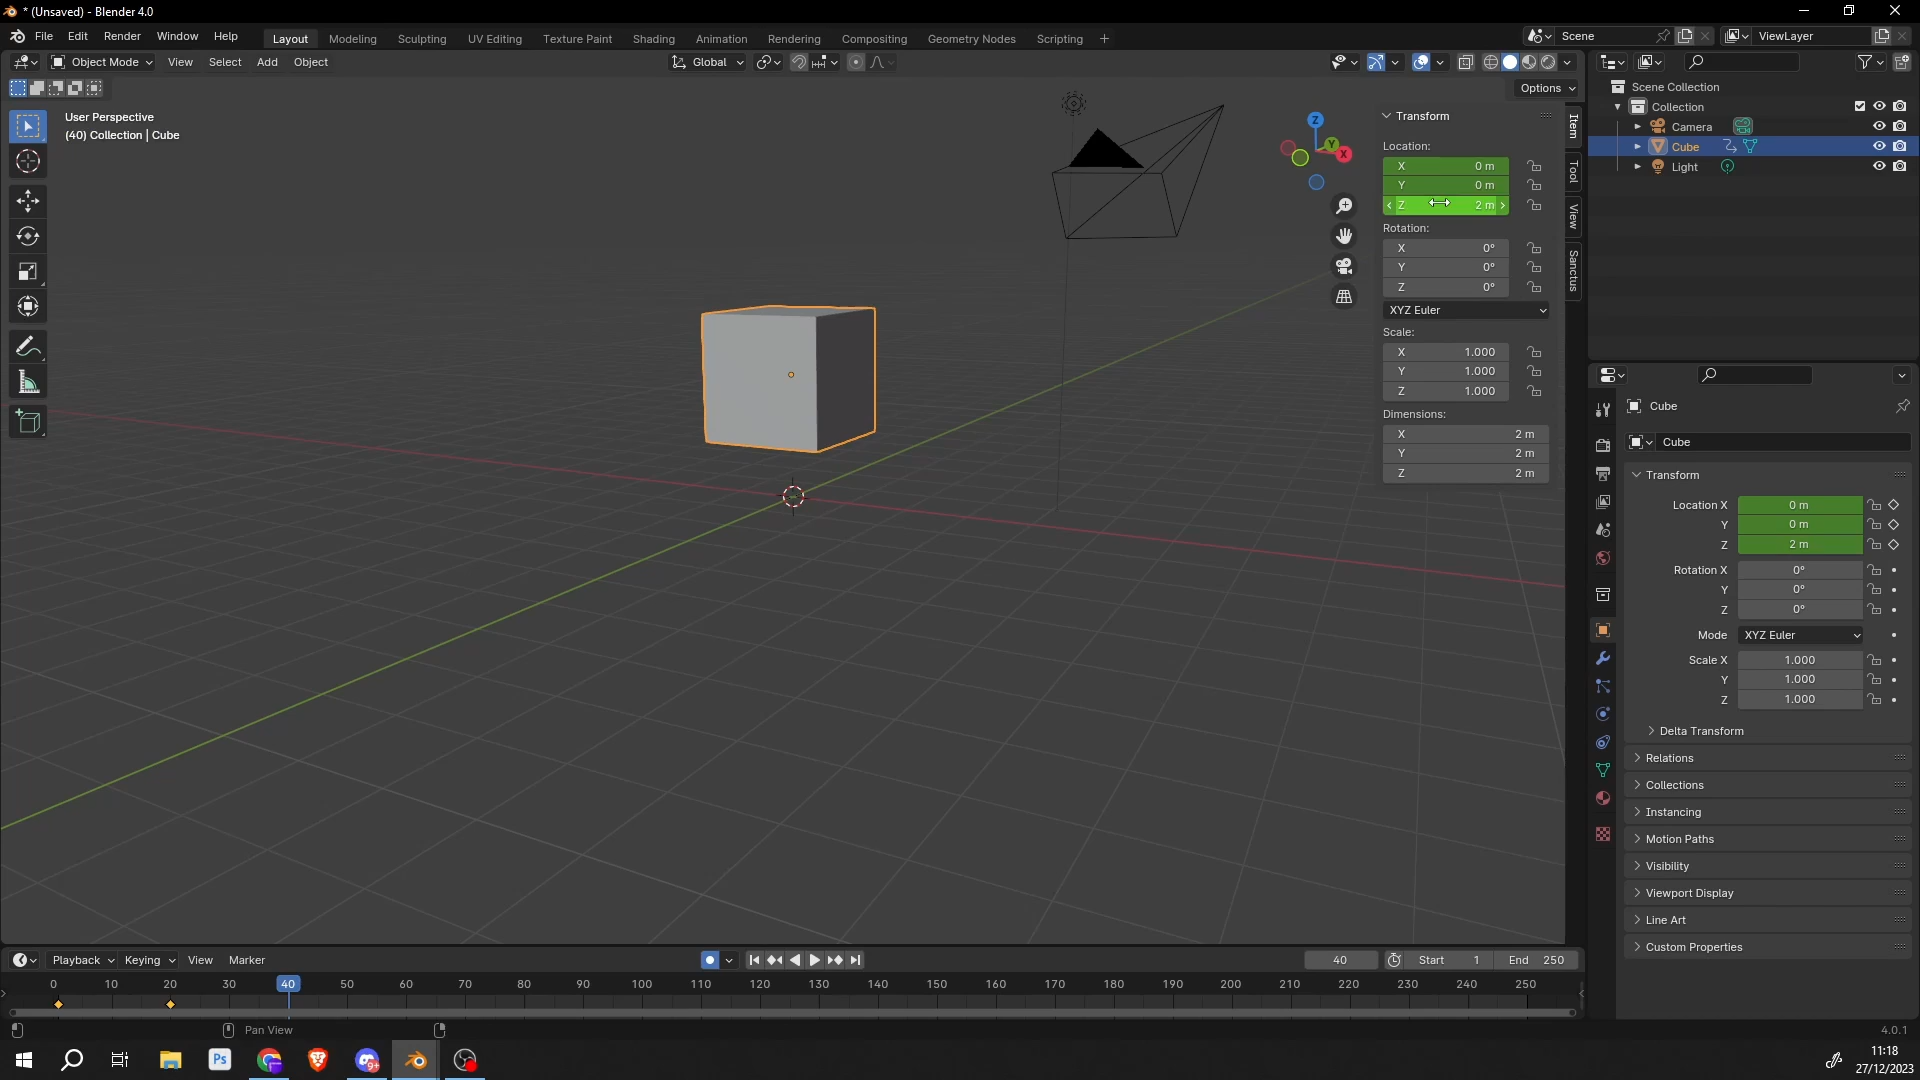 * (Unsaved) - Blender 4.0
File Edit Render Window Help Layout Modeling Sculpting UV Editing Texture Paint Shading Animation Rendering Compositing Geometry Nodes Scripting + Scene ViewLayer
Object Mode View Select Add Object Global
Options
User Perspective
(40) Collection | Cube
Z
Y
X
Transform
Location:
X 0 m
Y 0 m
Z 2 m
Rotation:
X 0°
Y 0°
Z 0°
XYZ Euler
Scale:
X 1.000
Y 1.000
Z 1.000
Dimensions:
X 2 m
Y 2 m
Z 2 m
Item
Tool
View
Sanctus
Scene Collection
Collection
Camera
Cube
Light
Cube
Cube
Transform
Location X 0 m
Y 0 m
Z 2 m
Rotation X 0°
Y 0°
Z 0°
Mode XYZ Euler
Scale X 1.000
Y 1.000
Z 1.000
Delta Transform
Relations
Collections
Instancing
Motion Paths
Visibility
Viewport Display
Line Art
Custom Properties
Playback Keying View Marker 40 Start 1 End 250
0 10 20 30 40 50 60 70 80 90 100 110 120 130 140 150 160 170 180 190 200 210 220 230 240 250
Pan View 4.0.1
Ps
9+
11:18
27/12/2023